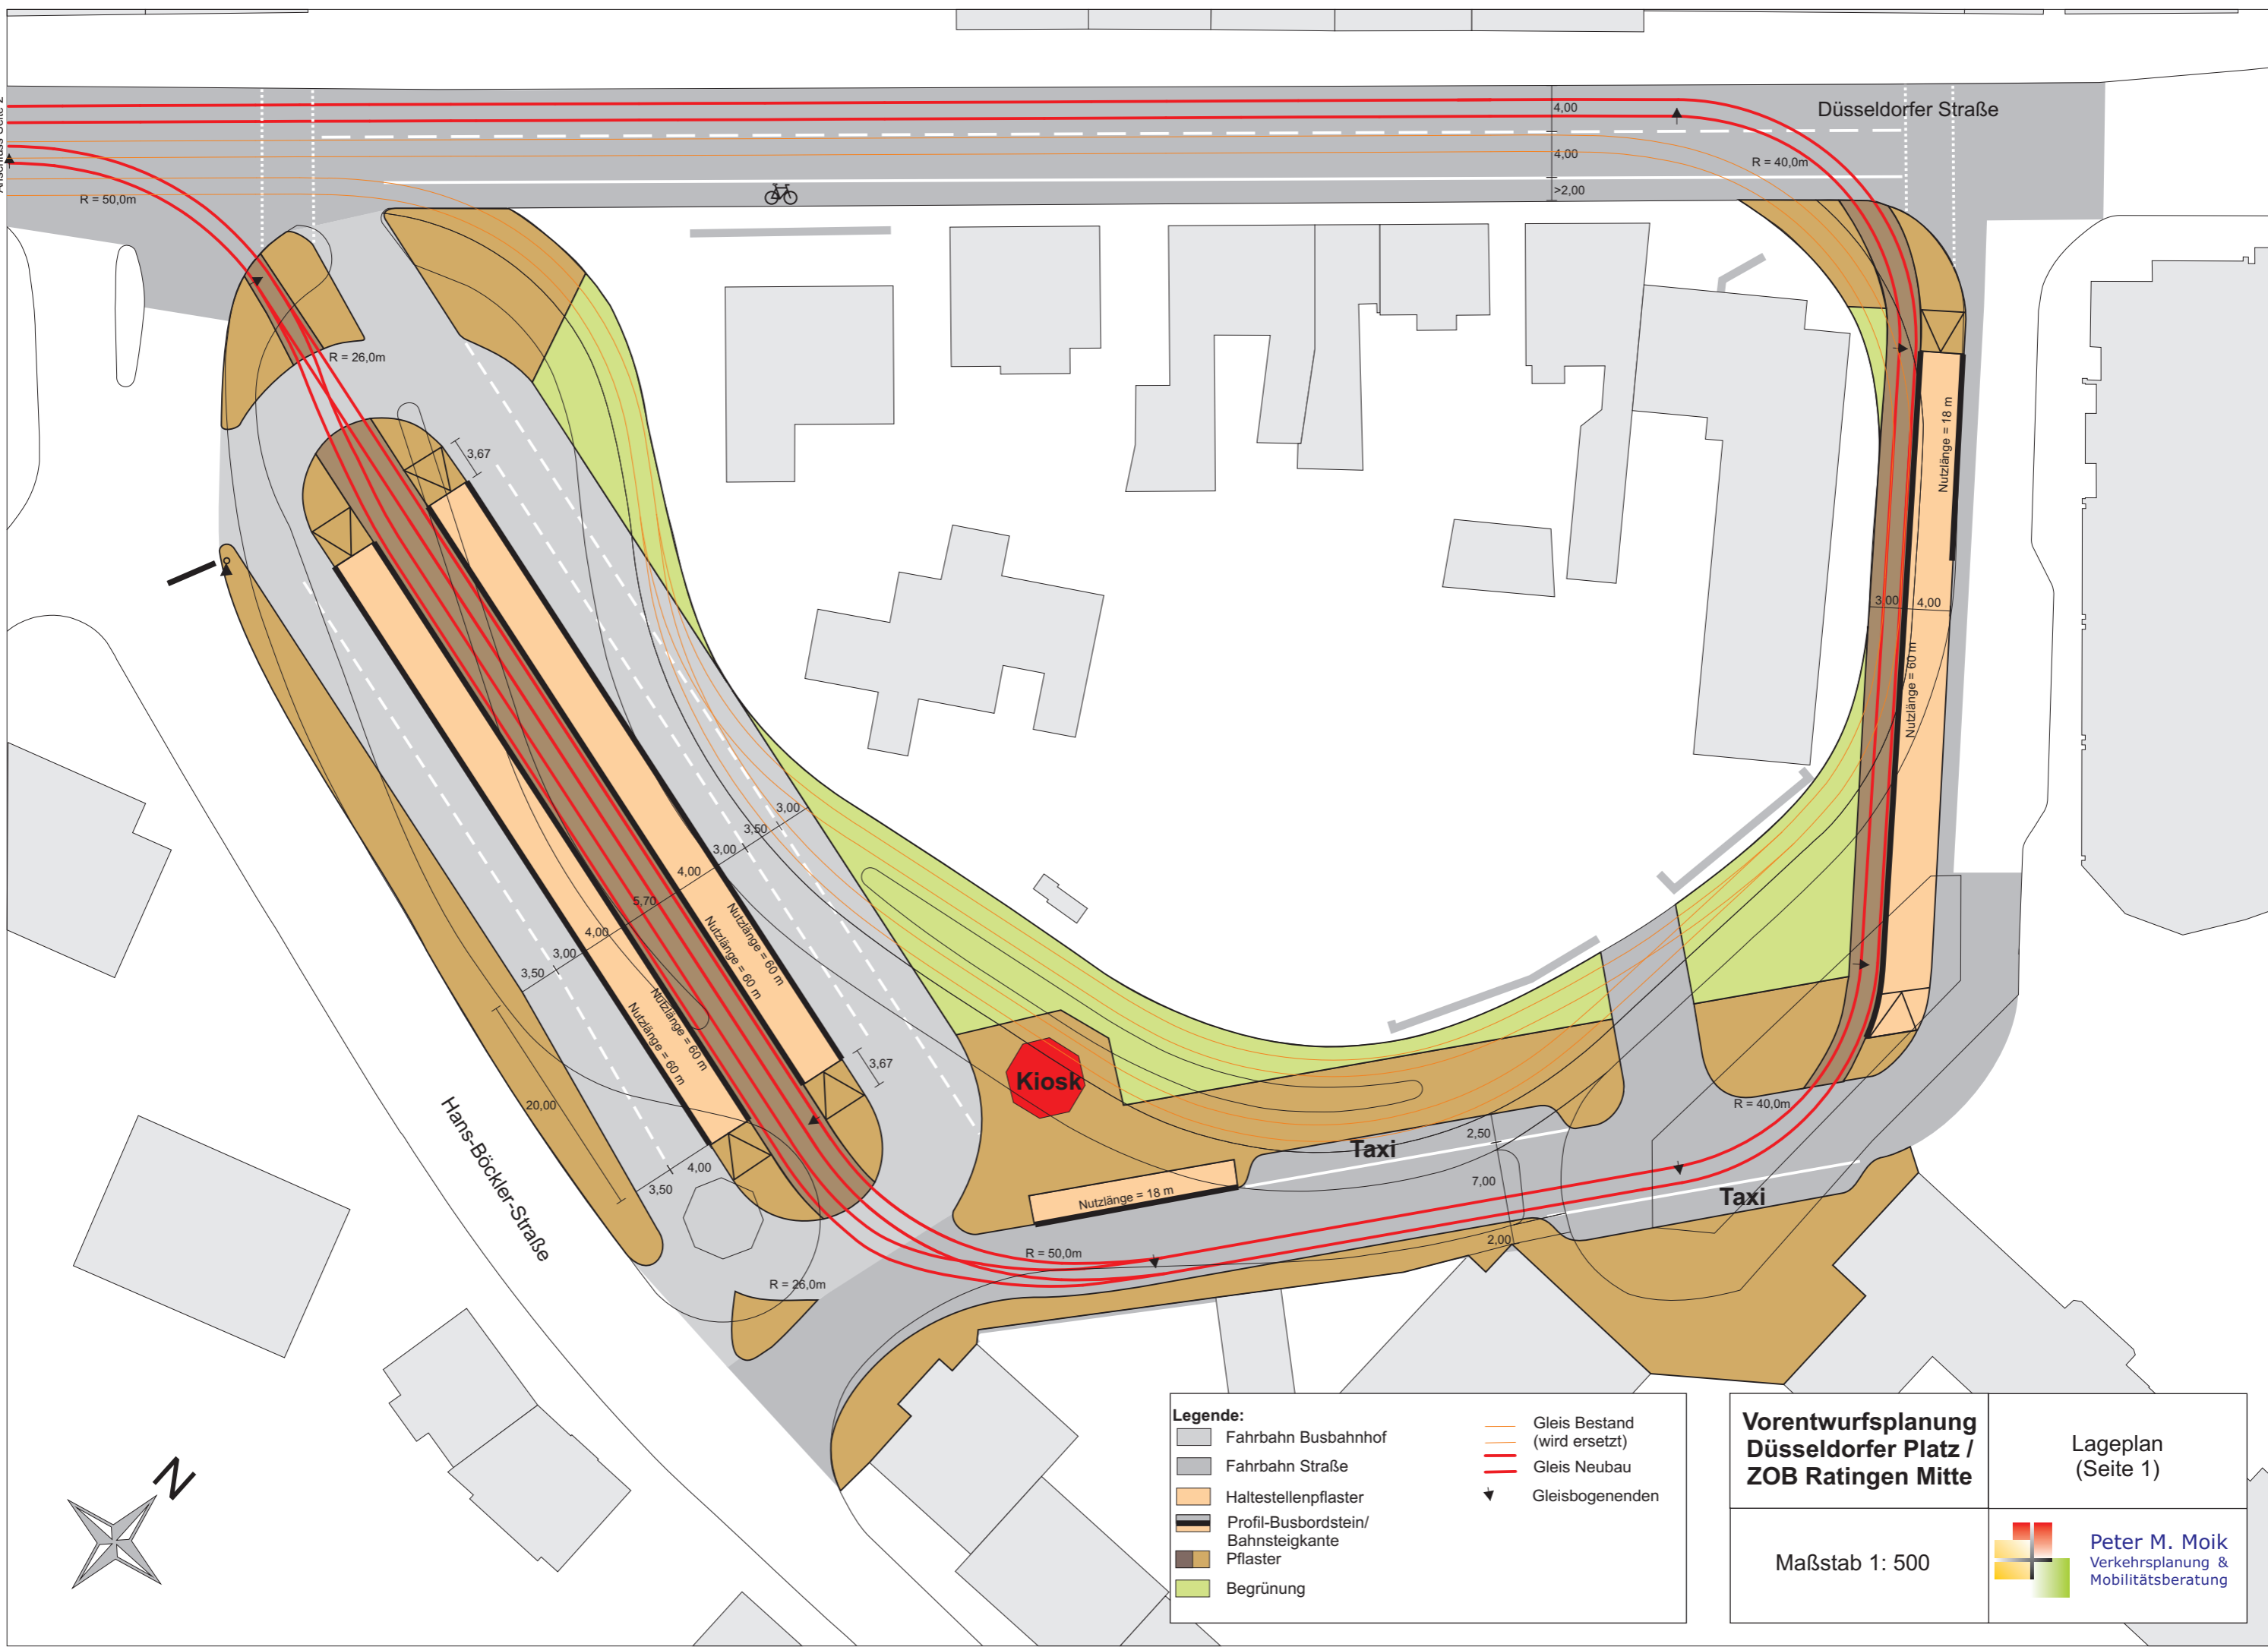 Düsseldorfer Straße
4,00
4,00
>2,00
R = 40,0m
R = 50,0m
R = 26,0m
3,67
Nutzlänge = 18 m
3,00
4,00
Nutzlänge = 60 m
3,00
3,50
3,00
4,00
5,70
4,00
3,00
3,50
Nutzlänge = 60 m
Nutzlänge = 60 m
Nutzlänge = 60 m
Nutzlänge = 60 m
3,67
20,00
4,00
3,50
Hans-Böckler-Straße
Kiosk
R = 40,0m
2,50
Taxi
7,00
Taxi
Nutzlänge = 18 m
2,00
R = 50,0m
R = 26,0m
N
Legende:
Fahrbahn Busbahnhof
Fahrbahn Straße
Haltestellenpflaster
Profil-Busbordstein/
Bahnsteigkante
Pflaster
Begrünung
Gleis Bestand
(wird ersetzt)
Gleis Neubau
Gleisbogenenden
Vorentwurfsplanung
Düsseldorfer Platz /
ZOB Ratingen Mitte
Lageplan
(Seite 1)
Maßstab 1: 500
Peter M. Moik
Verkehrsplanung &
Mobilitätsberatung